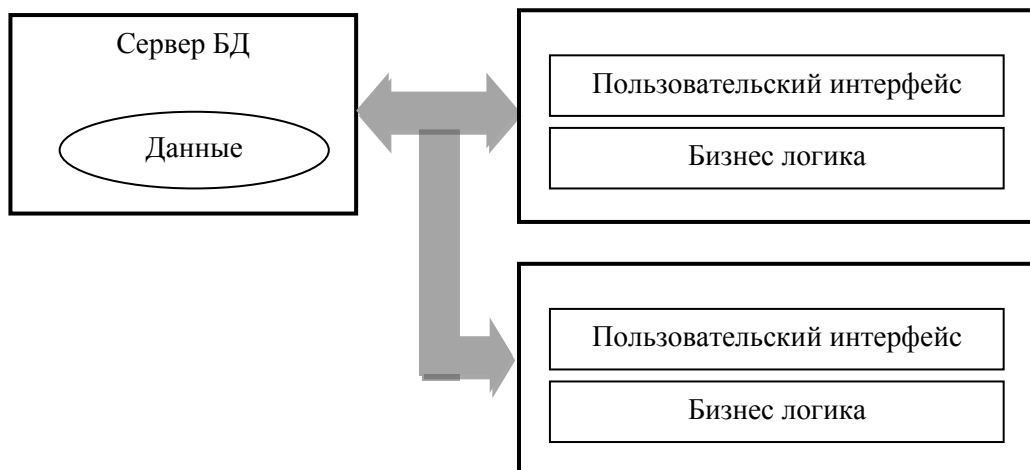 Сервер БД
Данные
Пользовательский интерфейс
Бизнес логика
Пользовательский интерфейс
Бизнес логика